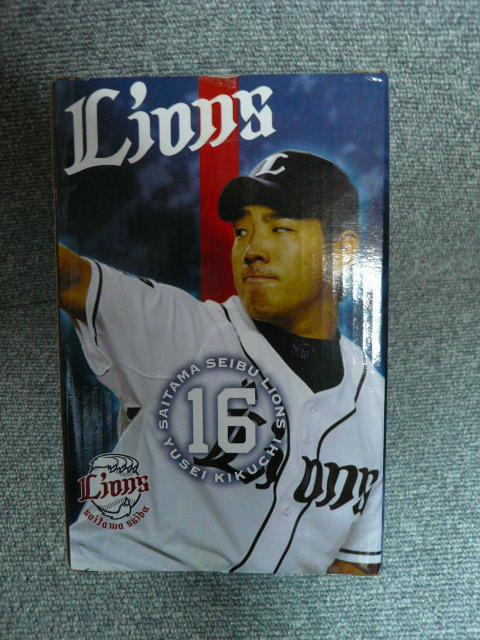 Lions
L
SAITAMA SEIBU LIONS
16
YUSEI KIKUCHI
Lions
Lions
saitama seibu